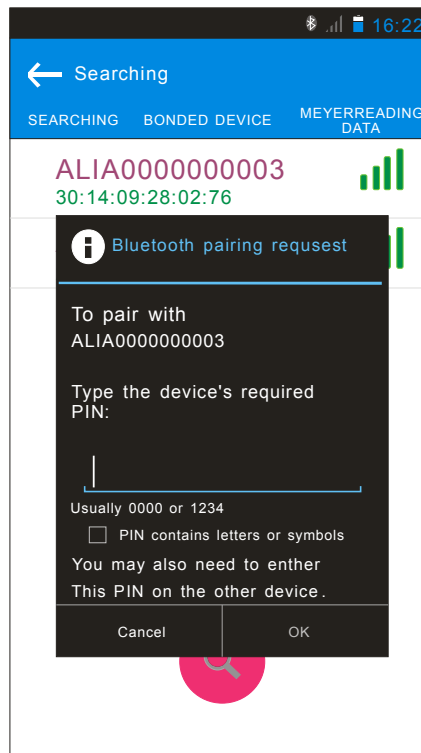 16:22
Searching
SEARCHING BONDED DEVICE MEYERREADING
DATA
ALIA0000000003
30:14:09:28:02:76
Bluetooth pairing requsest
To pair with
ALIA0000000003
Type the device's required
PIN:
Usually 0000 or 1234
PIN contains letters or symbols
You may also need to enther
This PIN on the other device.
Cancel OK